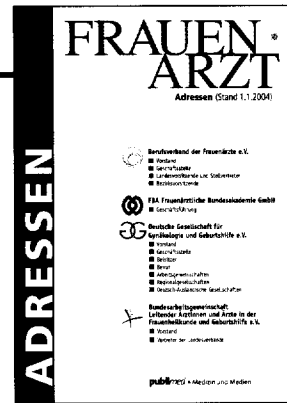 FRAUEN
ARZT
Adressen (Stand 1.1.2004)
ADRESSEN
Berufsverband der Frauenärzte e.V.
■ Vorstand
■ Geschäftsstelle
■ Landesvorsitzende und Stellvertreter
■ Bezirksvorsitzende
FBA Frauenärztliche Bundesakademie GmbH
■ Geschäftsführung
Deutsche Gesellschaft für
Gynäkologie und Geburtshilfe e.V.
■ Vorstand
■ Geschäftsstelle
■ Beisitzer
■ Beirat
■ Arbeitsgemeinschaften
■ Regionalgesellschaften
■ Deutsch-Ausländische Gesellschaften
Bundesarbeitsgemeinschaft
Leitender Ärztinnen und Ärzte in der
Frauenheilkunde und Geburtshilfe e.V.
■ Vorstand
■ Vertreter der Landesverbände
publimed • Medizin und Medien